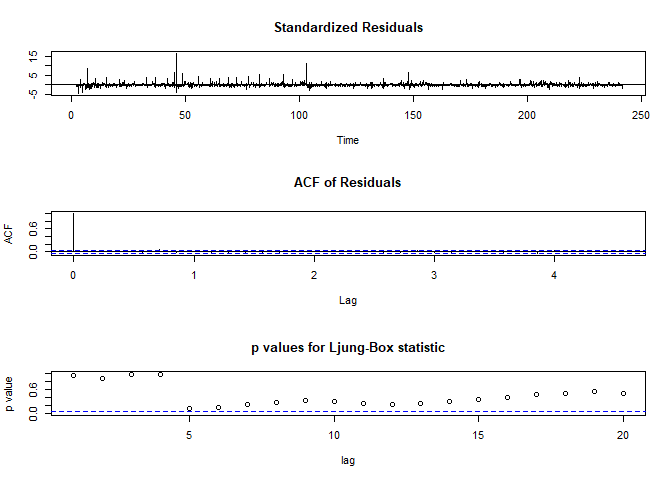 Standardized Residuals
15
5
-5
0 50 100 150 200 250
Time
ACF of Residuals
ACF
0.6
0.0
0 1 2 3 4
Lag
p values for Ljung-Box statistic
p value
0.6
0.0
5 10 15 20
lag